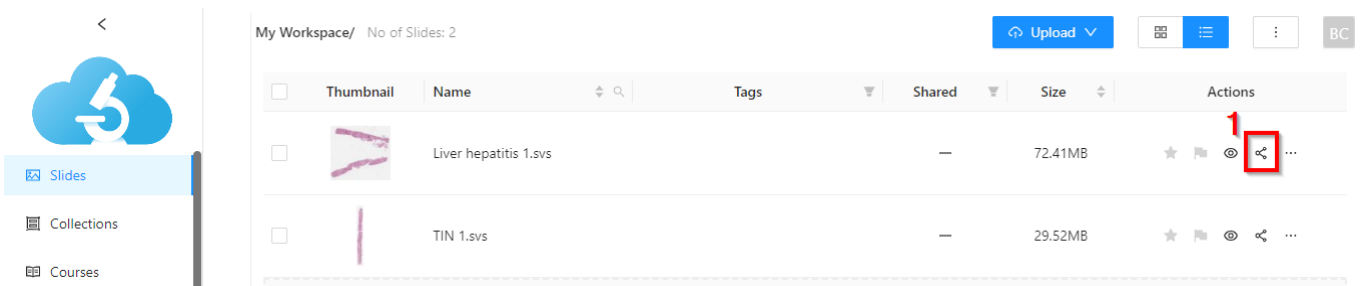 My Workspace/ No of Slides: 2
Upload
BC
Thumbnail Name Tags Shared Size Actions
1
Liver hepatitis 1.svs — 72.41MB
Slides
Collections
TIN 1.svs — 29.52MB
Courses